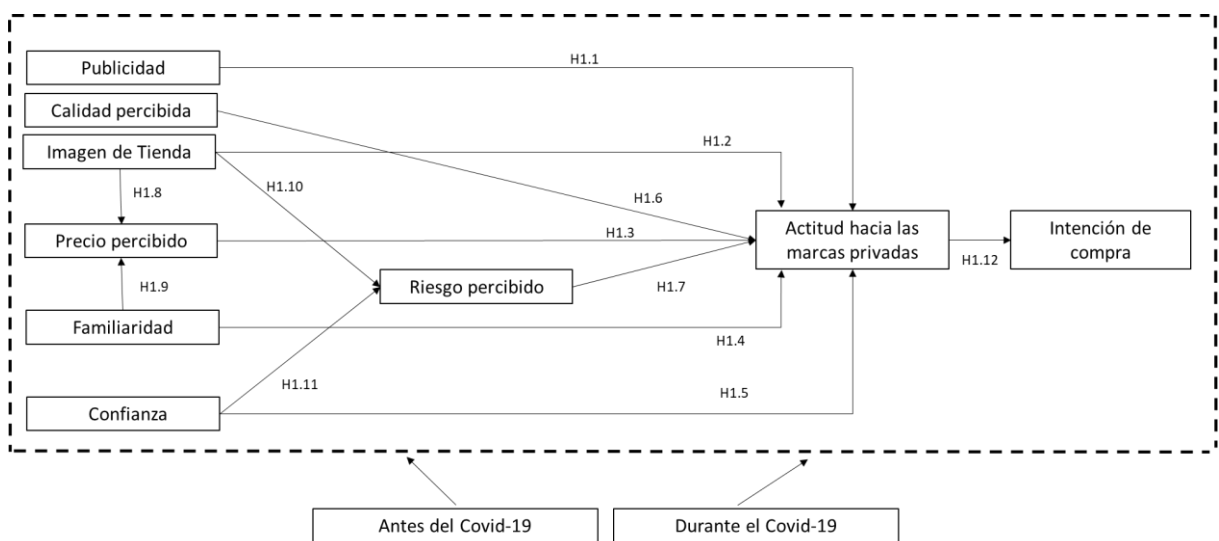 Publicidad
H1.1
Calidad percibida
Imagen de Tienda
H1.2
H1.8
H1.10
H1.6
Precio percibido
H1.3
Actitud hacia las
marcas privadas
H1.12
Intención de
compra
H1.9
Riesgo percibido
H1.7
Familiaridad
H1.4
H1.11
H1.5
Confianza
Antes del Covid-19
Durante el Covid-19